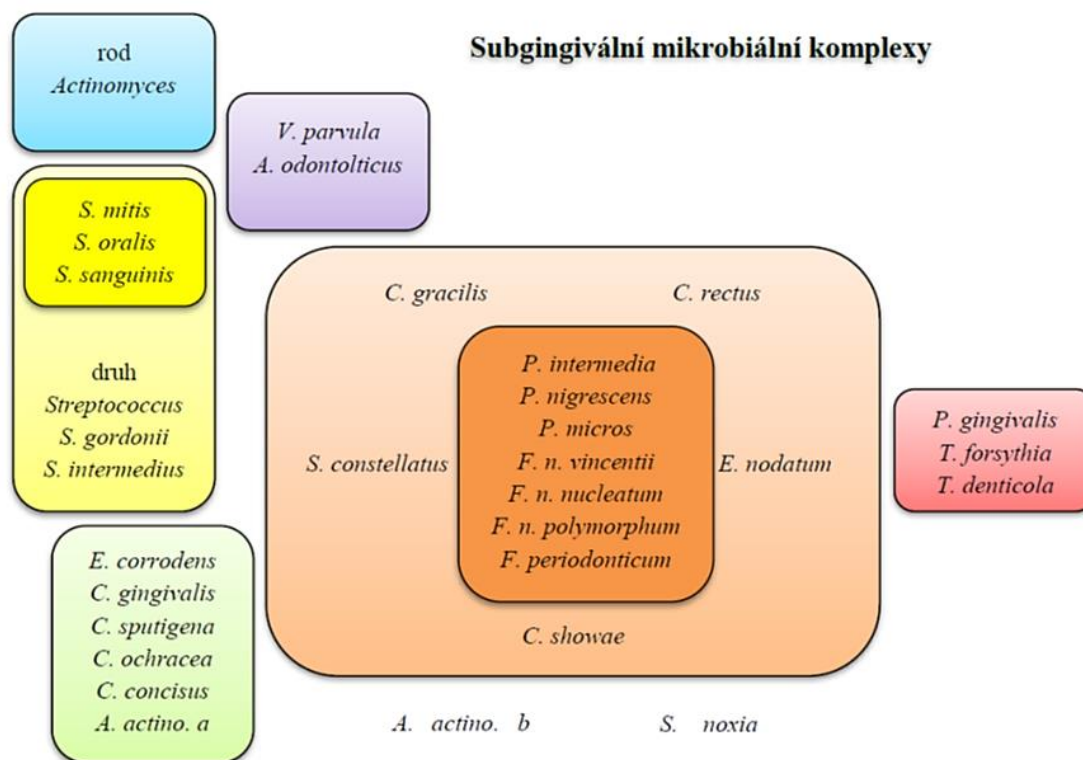 Subgingivální mikrobiální komplexy
rod
Actinomyces
V. parvula
A. odontolticus
S. mitis
S. oralis
S. sanguinis
druh
Streptococcus
S. gordonii
S. intermedius
E. corrodens
C. gingivalis
C. sputigena
C. ochracea
C. concisus
A. actino. a
C. gracilis
C. rectus
S. constellatus
P. intermedia
P. nigrescens
P. micros
F. n. vincentii
F. n. nucleatum
F. n. polymorphum
F. periodonticum
E. nodatum
C. showae
P. gingivalis
T. forsythia
T. denticola
A. actino. b
S. noxia